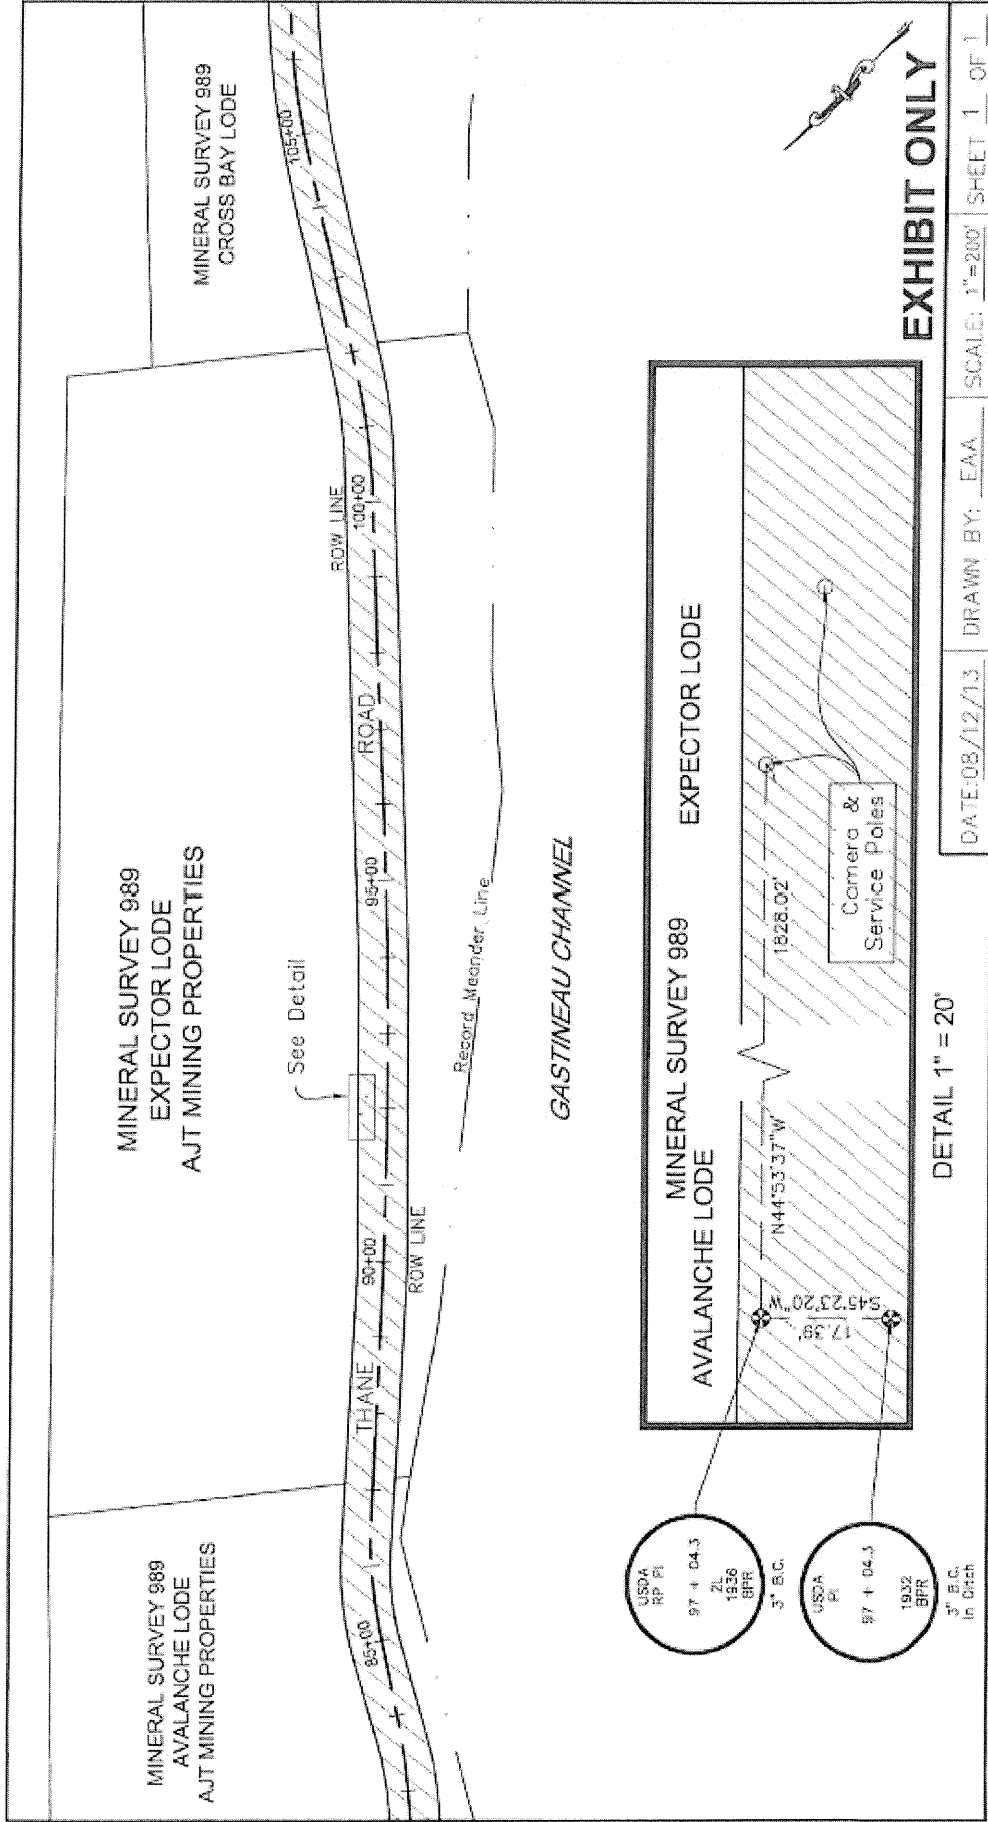 MINERAL SURVEY 989
AVALANCHE LODE
AJT MINING PROPERTIES
MINERAL SURVEY 989
EXPECTOR LODE
AJT MINING PROPERTIES
MINERAL SURVEY 989
CROSS BAY LODE
See Detail
85+00
THANE
90+00
95+00
ROAD
100+00
105+00
ROW LINE
ROW LINE
Record Meander Line
GASTINEAU CHANNEL
MINERAL SURVEY 989
AVALANCHE LODE
EXPECTOR LODE
N44°53'37"W
1828.02'
17.39'
S45°23'20"W
Camera &
Service Poles
USDA
RP PI
97 + 04.3
2L
1936
BPR
3" B.C.
USDA
PI
97 + 04.3
1932
BPR
3" B.C.
In Ditch
DETAIL 1" = 20'
EXHIBIT ONLY
DATE:08/12/13 DRAWN BY: EAA SCALE: 1"=200' SHEET 1 OF 1